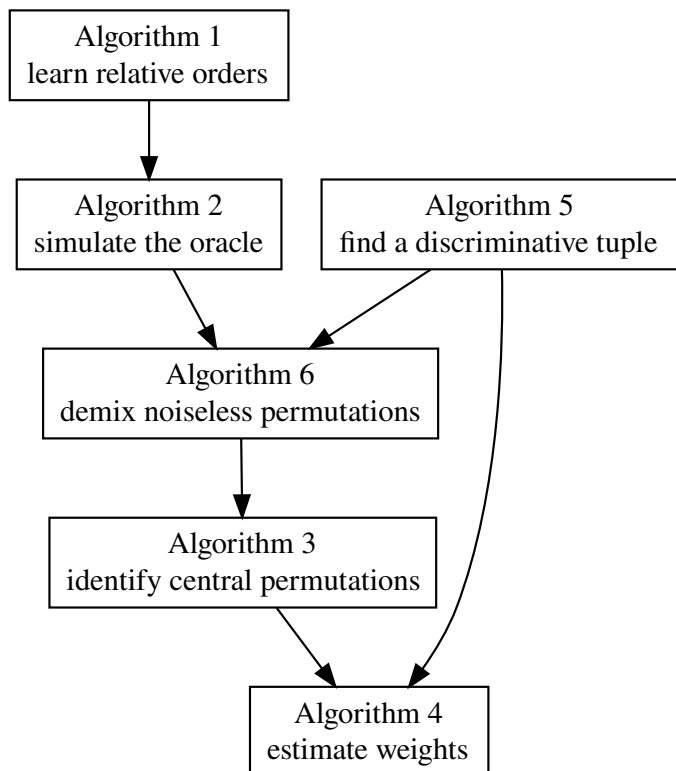 Algorithm 1
learn relative orders
Algorithm 2
simulate the oracle
Algorithm 5
find a discriminative tuple
Algorithm 6
demix noiseless permutations
Algorithm 3
identify central permutations
Algorithm 4
estimate weights